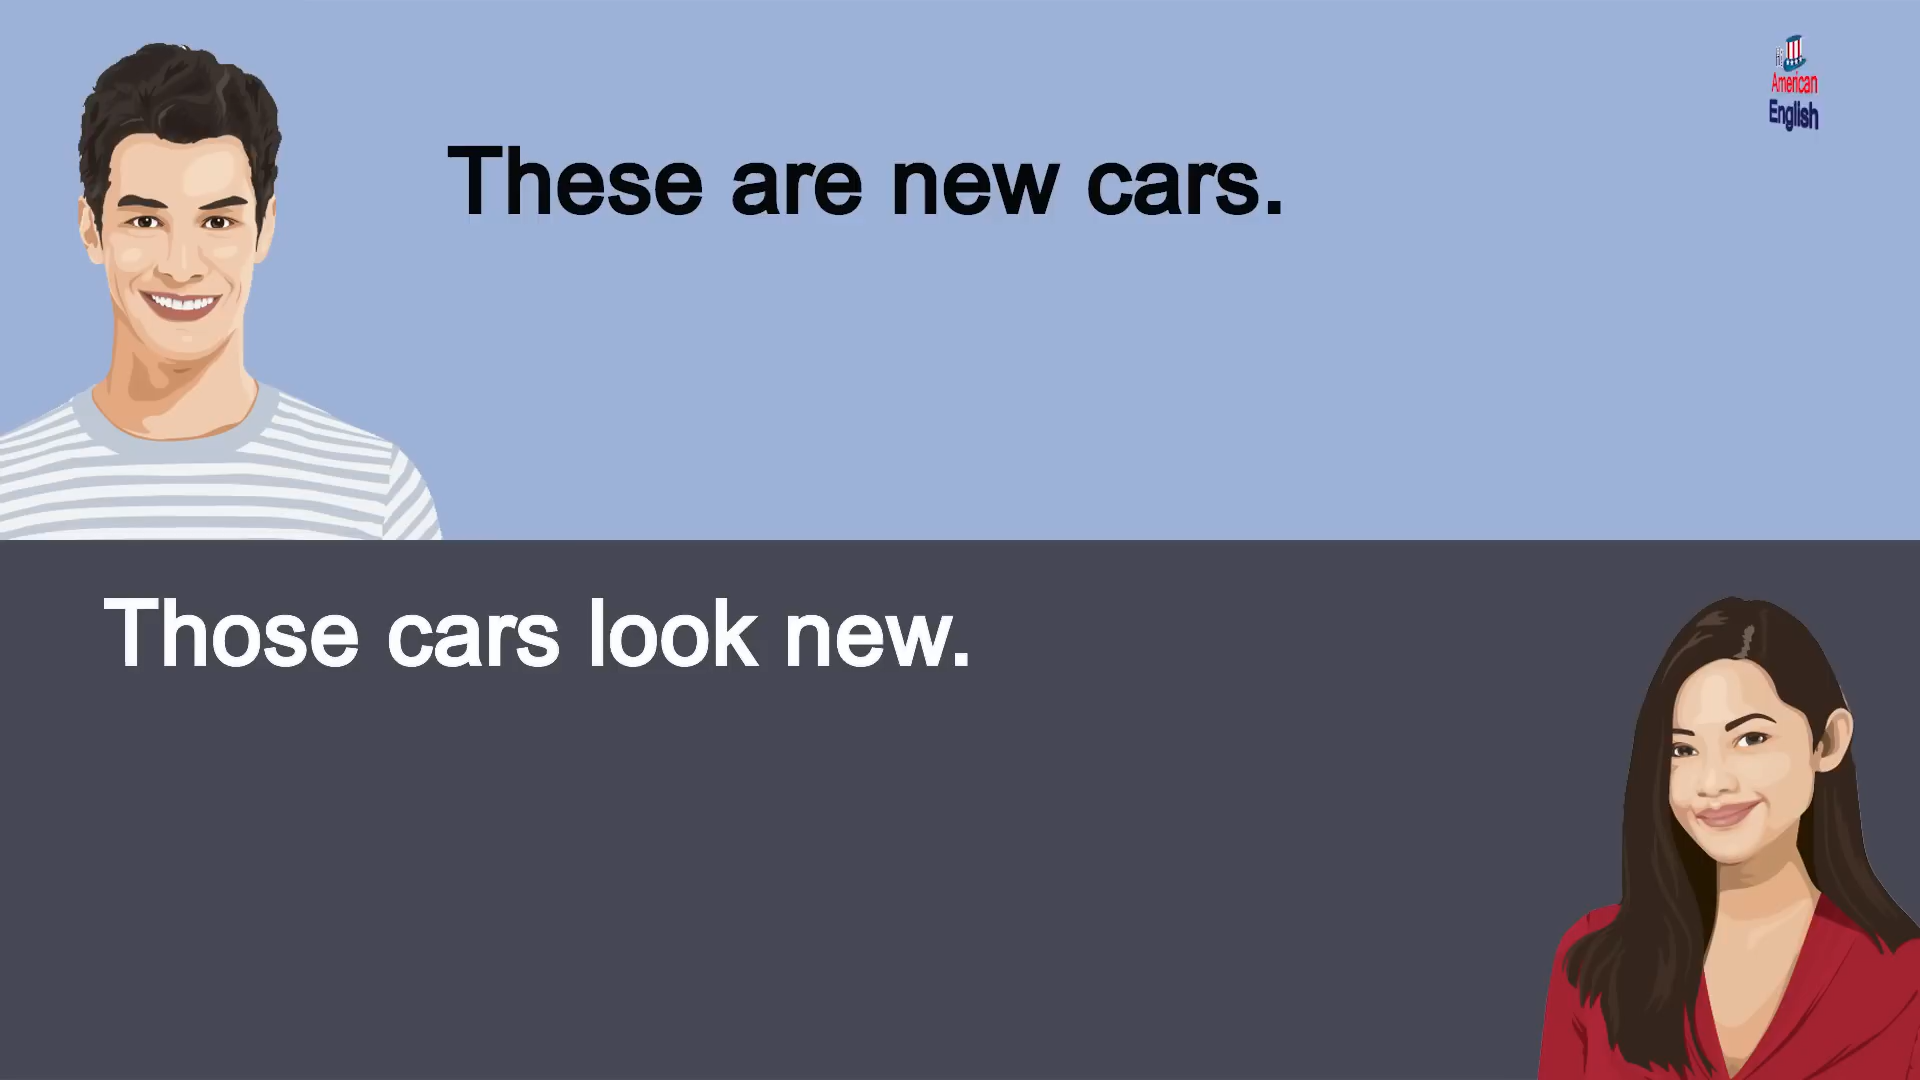 American
English
These are new cars.
Those cars look new.